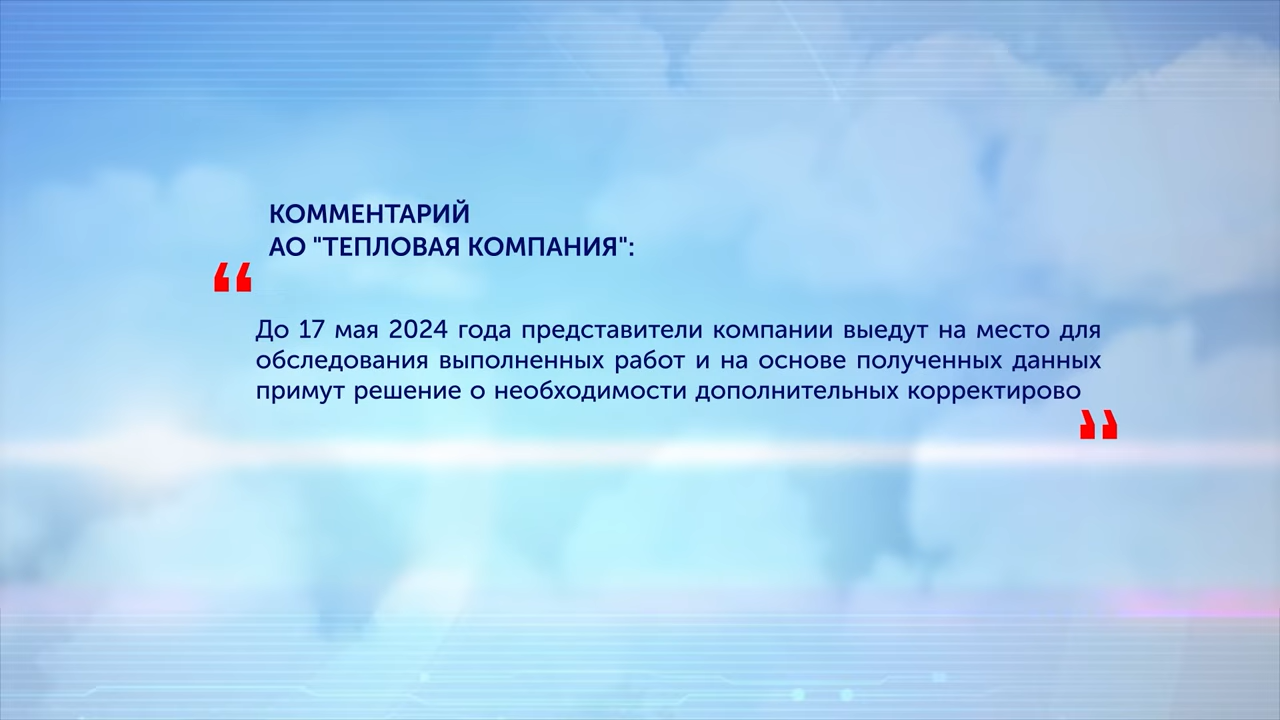 КОММЕНТАРИЙ
АО "ТЕПЛОВАЯ КОМПАНИЯ":
“
До 17 мая 2024 года представители компании выедут на место для
обследования выполненных работ и на основе полученных данных
примут решение о необходимости дополнительных корректирово
”